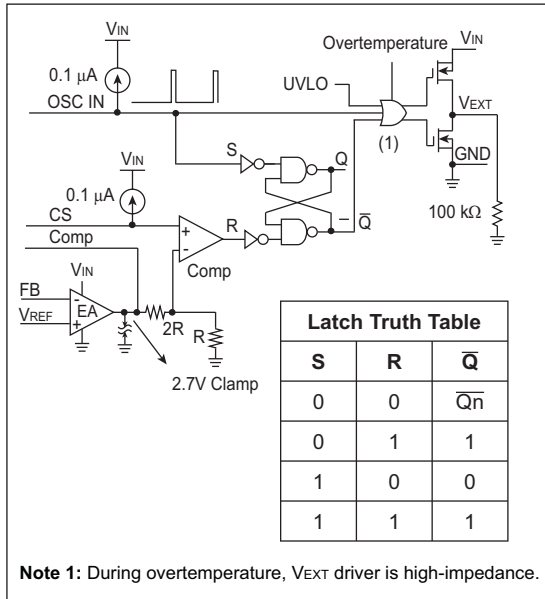 VIN
Overtemperature
VIN
0.1 μA
UVLO
OSC IN
VEXT
(1)
S
Q
VIN
GND
0.1 μA
Q̅
CS
R
100 kΩ
Comp
+
-
Comp
VIN
FB
-
EA
VREF
+
2R
R
2.7V Clamp
Latch Truth Table
S R Q̅
0 0 Q̅n̅
0 1 1
1 0 0
1 1 1
Note 1: During overtemperature, VEXT driver is high-impedance.